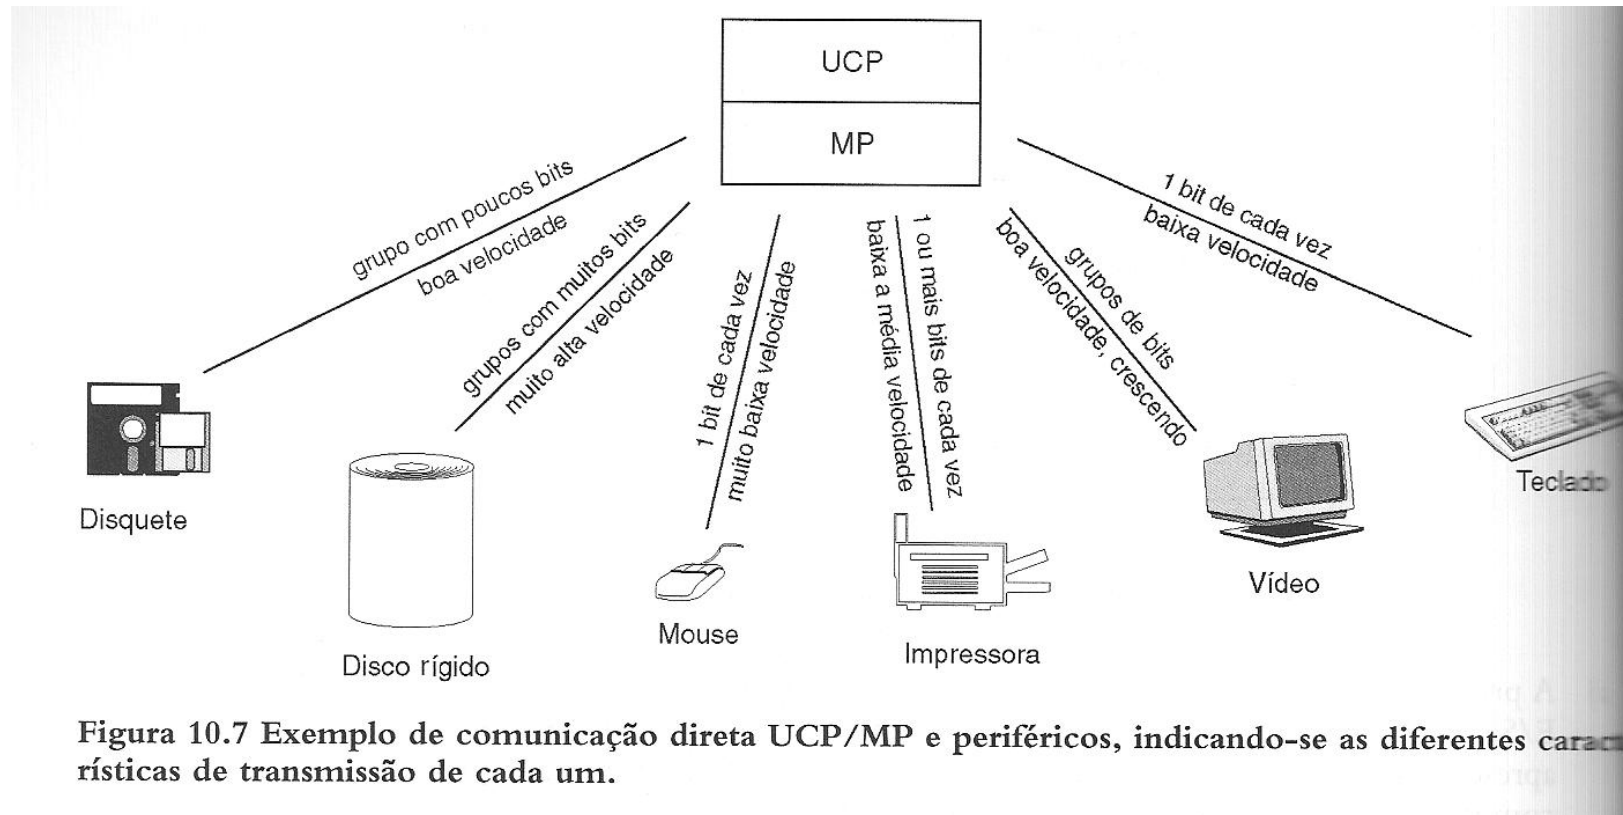 UCP
MP
grupo com poucos bits
boa velocidade
grupos com muitos bits
muito alta velocidade
1 bit de cada vez
muito baixa velocidade
1 ou mais bits de cada vez
baixa a média velocidade
grupos de bits
boa velocidade, crescendo
1 bit de cada vez
baixa velocidade
Disquete
Disco rígido
Mouse
Impressora
Vídeo
Teclado
Figura 10.7 Exemplo de comunicação direta UCP/MP e periféricos, indicando-se as diferentes caract
rísticas de transmissão de cada um.